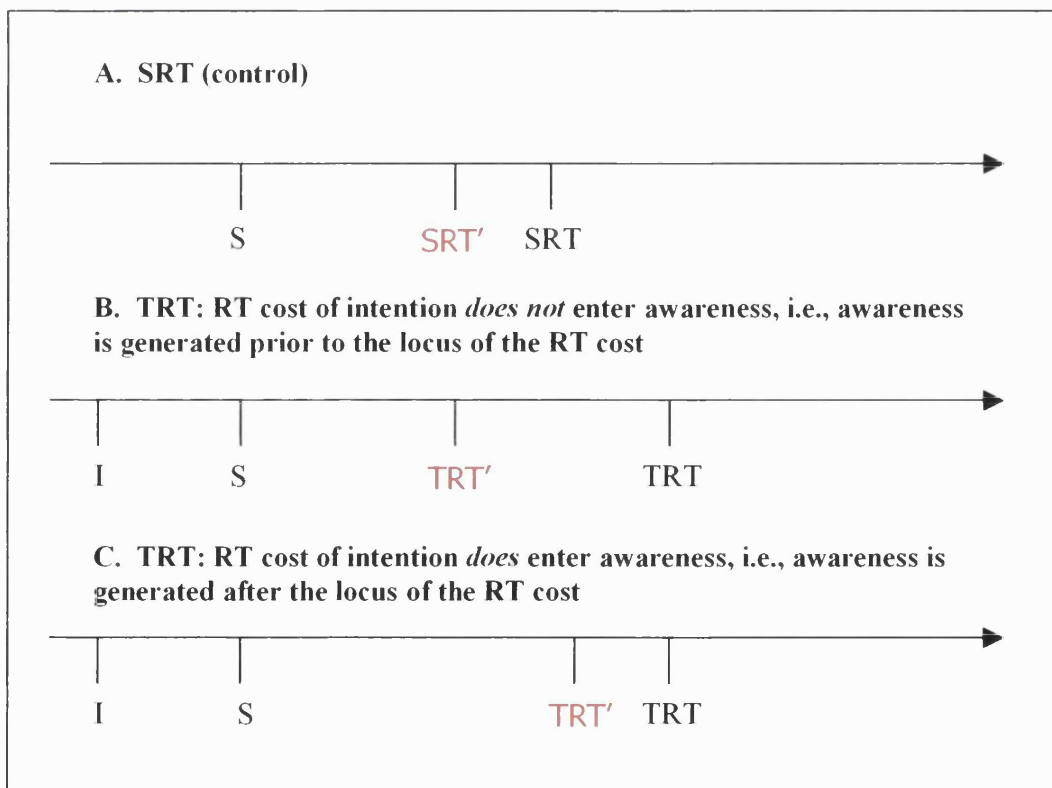 A. SRT (control)
S SRT′ SRT
B. TRT: RT cost of intention does not enter awareness, i.e., awareness
is generated prior to the locus of the RT cost
I S TRT′ TRT
C. TRT: RT cost of intention does enter awareness, i.e., awareness is
generated after the locus of the RT cost
I S TRT′ TRT